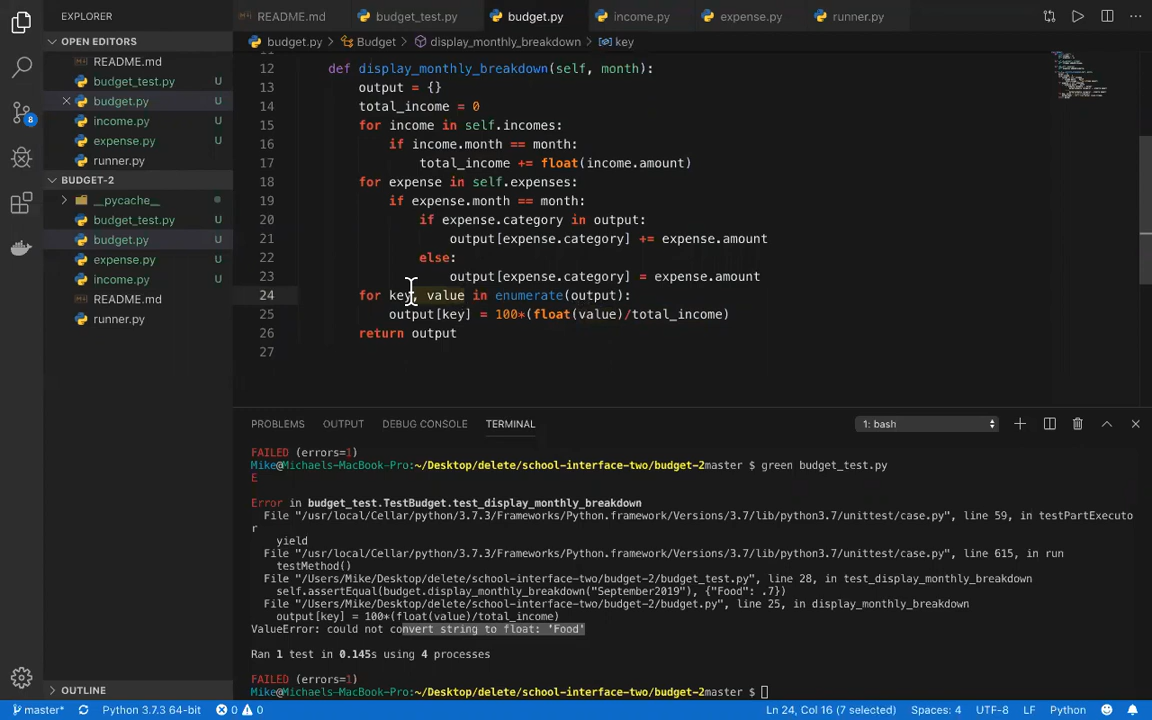 EXPLORER
README.md
budget_test.py
budget.py
income.py
expense.py
runner.py
OPEN EDITORS
budget.py > Budget > display_monthly_breakdown > key
README.md
budget_test.py U
budget.py U
income.py U
expense.py U
runner.py
BUDGET-2
__pycache__
budget_test.py U
budget.py U
expense.py U
income.py U
README.md
runner.py
OUTLINE
12 def display_monthly_breakdown(self, month):
13 output = {}
14 total_income = 0
15 for income in self.incomes:
16 if income.month == month:
17 total_income += float(income.amount)
18 for expense in self.expenses:
19 if expense.month == month:
20 if expense.category in output:
21 output[expense.category] += expense.amount
22 else:
23 output[expense.category] = expense.amount
24 for key, value in enumerate(output):
25 output[key] = 100*(float(value)/total_income)
26 return output
27
PROBLEMS OUTPUT DEBUG CONSOLE TERMINAL 1: bash
FAILED (errors=1)
Mike@Michaels-MacBook-Pro:~/Desktop/delete/school-interface-two/budget-2master $ green budget_test.py
E
Error in budget_test.TestBudget.test_display_monthly_breakdown
File "/usr/local/Cellar/python/3.7.3/Frameworks/Python.framework/Versions/3.7/lib/python3.7/unittest/case.py", line 59, in testPartExecuto
r
yield
File "/usr/local/Cellar/python/3.7.3/Frameworks/Python.framework/Versions/3.7/lib/python3.7/unittest/case.py", line 615, in run
testMethod()
File "/Users/Mike/Desktop/delete/school-interface-two/budget-2/budget_test.py", line 28, in test_display_monthly_breakdown
self.assertEqual(budget.display_monthly_breakdown("September2019"), {"Food": .7})
File "/Users/Mike/Desktop/delete/school-interface-two/budget-2/budget.py", line 25, in display_monthly_breakdown
output[key] = 100*(float(value)/total_income)
ValueError: could not convert string to float: 'Food'
Ran 1 test in 0.145s using 4 processes
FAILED (errors=1)
Mike@Michaels-MacBook-Pro:~/Desktop/delete/school-interface-two/budget-2master $
8
master* Python 3.7.3 64-bit 0 0 Ln 24, Col 16 (7 selected) Spaces: 4 UTF-8 LF Python